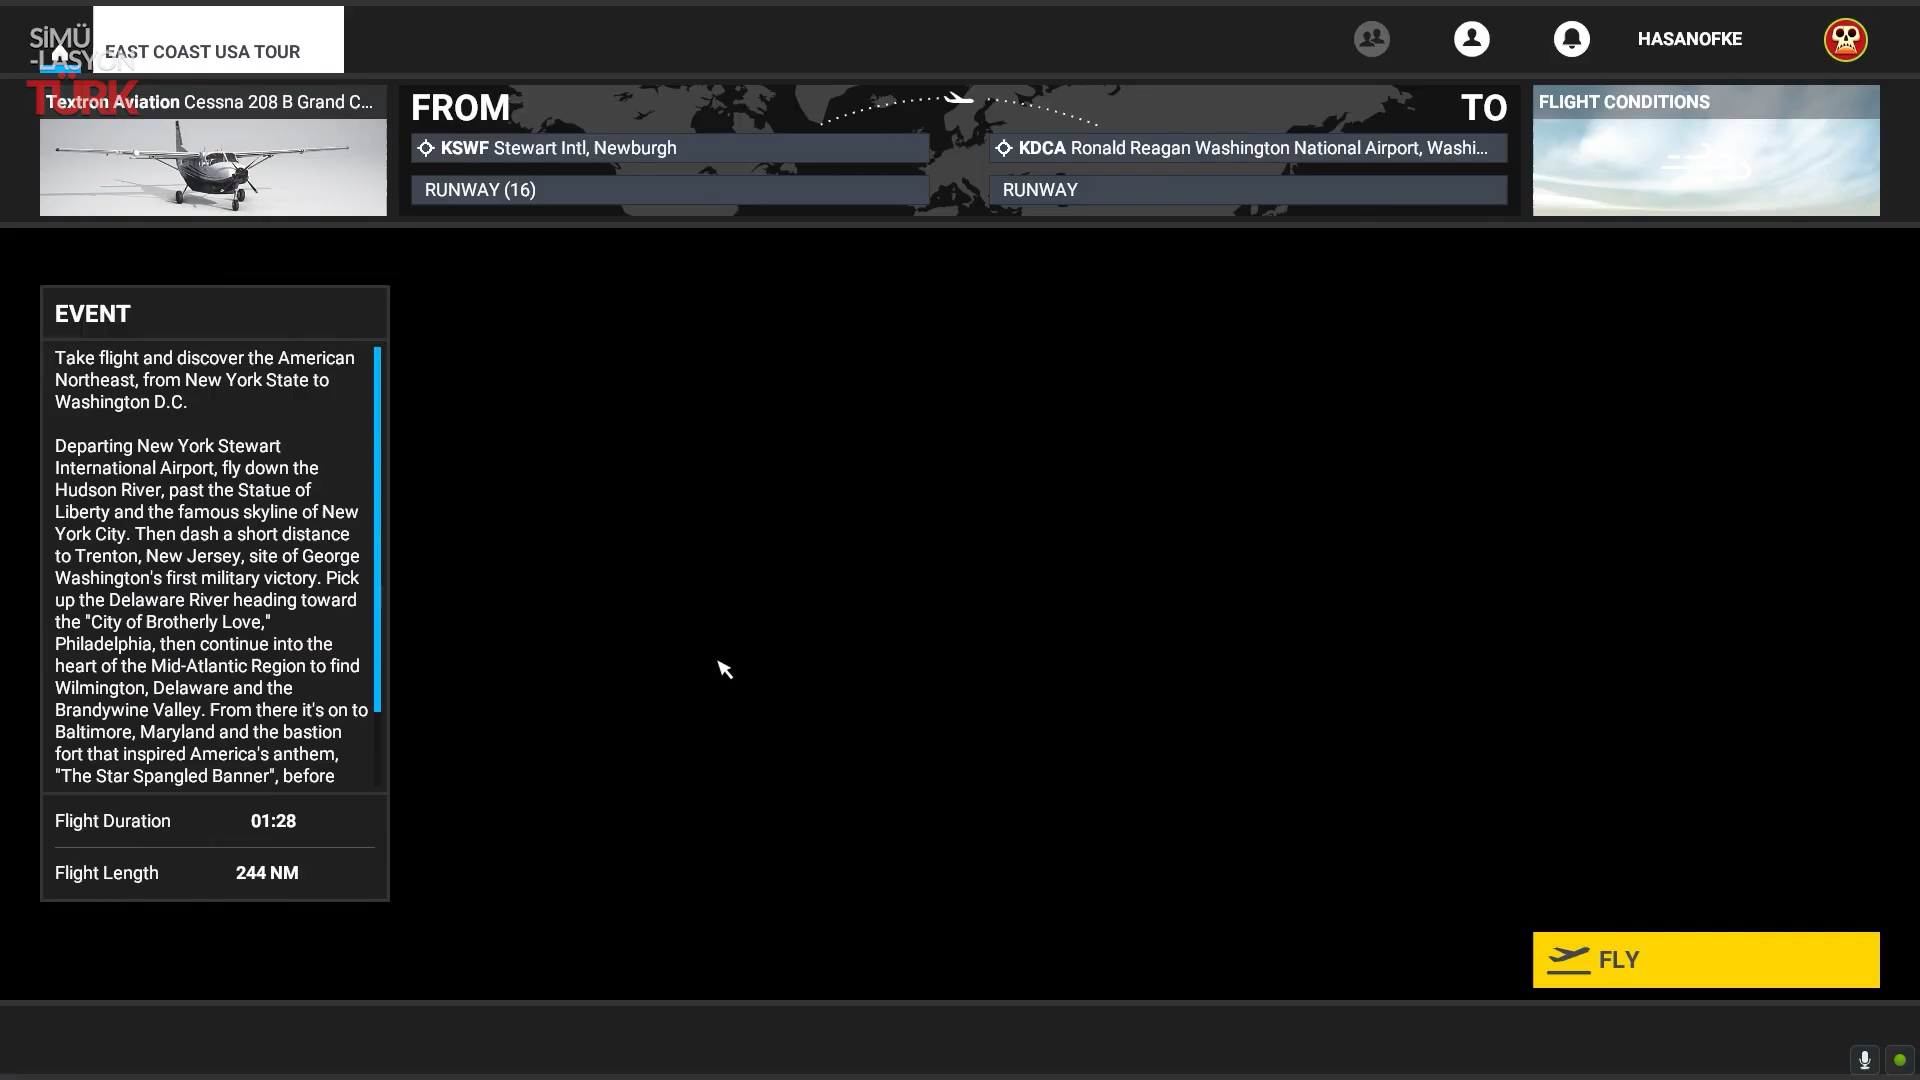 SiMÜ
-LASYON
TÜRK
EAST COAST USA TOUR
HASANOFKE
Textron Aviation Cessna 208 B Grand C...
FROM
TO
KSWF Stewart Intl, Newburgh
KDCA Ronald Reagan Washington National Airport, Washi...
RUNWAY (16)
RUNWAY
FLIGHT CONDITIONS
EVENT
Take flight and discover the American
Northeast, from New York State to
Washington D.C.
Departing New York Stewart
International Airport, fly down the
Hudson River, past the Statue of
Liberty and the famous skyline of New
York City. Then dash a short distance
to Trenton, New Jersey, site of George
Washington's first military victory. Pick
up the Delaware River heading toward
the "City of Brotherly Love,"
Philadelphia, then continue into the
heart of the Mid-Atlantic Region to find
Wilmington, Delaware and the
Brandywine Valley. From there it's on to
Baltimore, Maryland and the bastion
fort that inspired America's anthem,
"The Star Spangled Banner", before
Flight Duration 01:28
Flight Length 244 NM
FLY